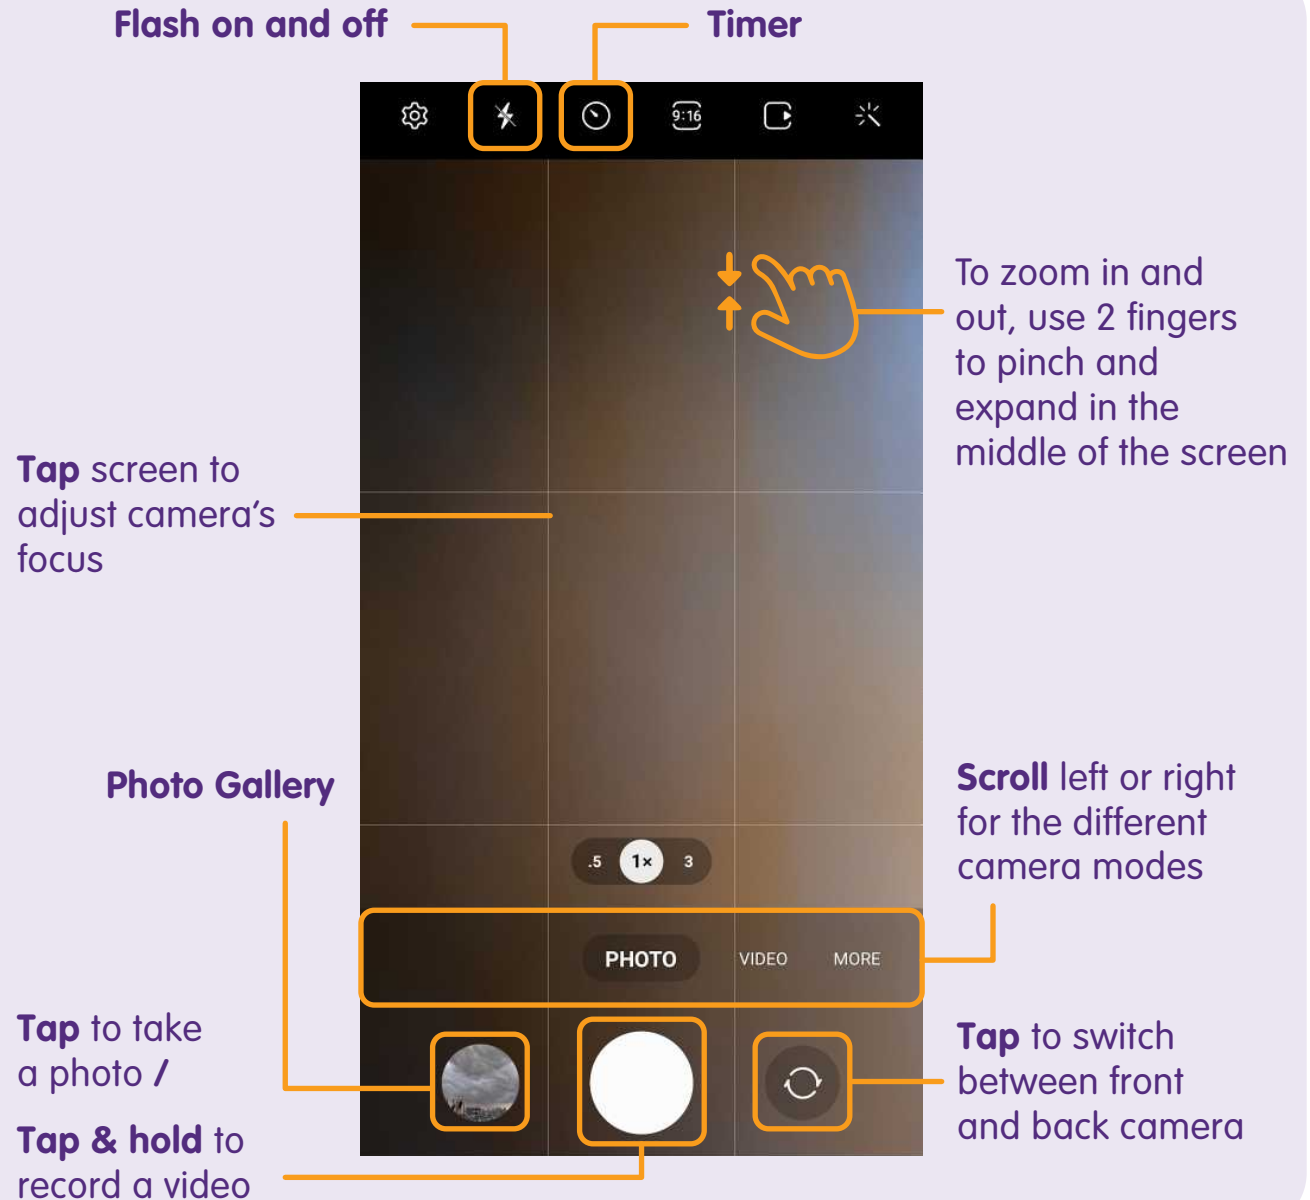 Flash on and off
Timer
9:16
To zoom in and
out, use 2 fingers
to pinch and
expand in the
middle of the screen
Tap screen to
adjust camera’s
focus
Photo Gallery
Scroll left or right
for the different
camera modes
.5 1× 3
PHOTO VIDEO MORE
Tap to take
a photo /
Tap & hold to
record a video
Tap to switch
between front
and back camera